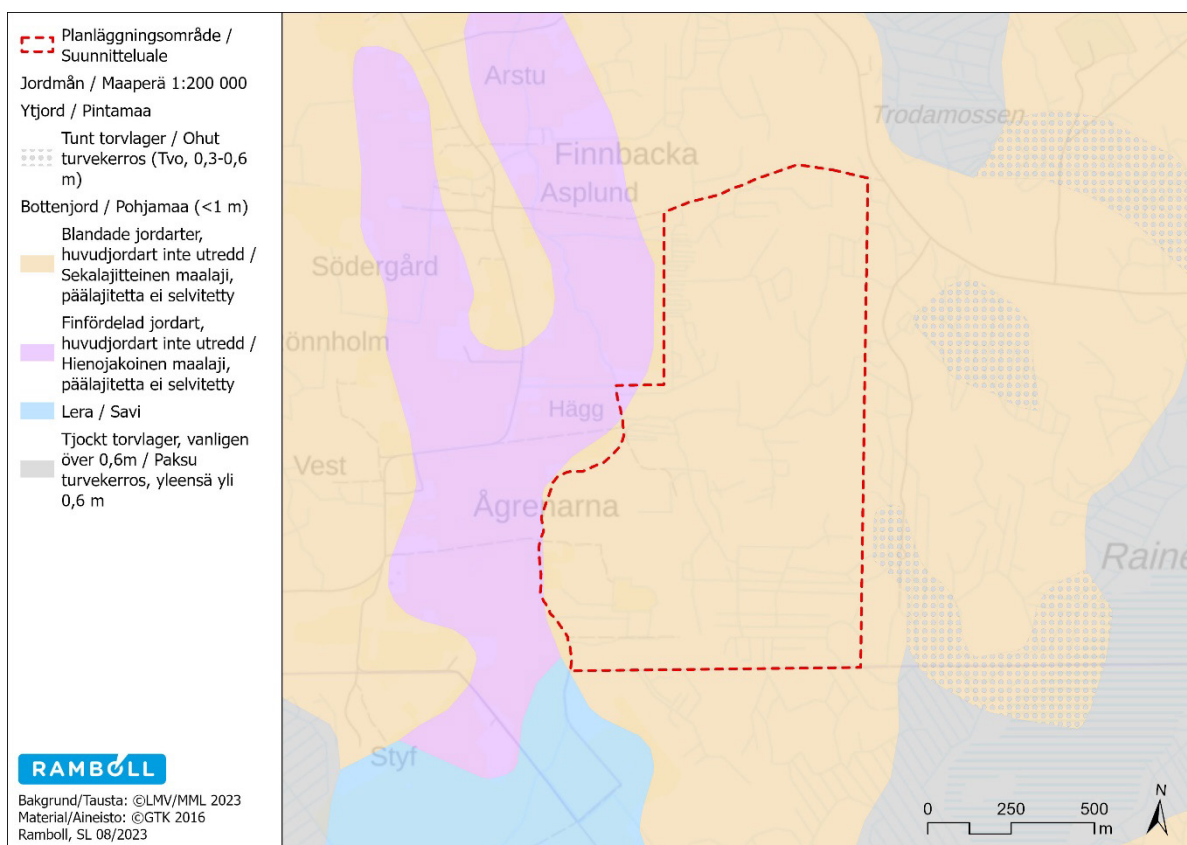 Planläggningsområde /
Suunnitteluale
Jordmån / Maaperä 1:200 000
Ytjord / Pintamaa
Tunt torvlager / Ohut
turvekerros (Tvo, 0,3-0,6
m)
Bottenjord / Pohjamaa (<1 m)
Blandade jordarter,
huvudjordart inte utredd /
Sekalajitteinen maalaji,
päälajitetta ei selvitetty
Finfördelad jordart,
huvudjordart inte utredd /
Hienojakoinen maalaji,
päälajitetta ei selvitetty
Lera / Savi
Tjockt torvlager, vanligen
över 0,6m / Paksu
turvekerros, yleensä yli
0,6 m
RAMBOLL
Bakgrund/Tausta: ©LMV/MML 2023
Material/Aineisto: ©GTK 2016
Ramboll, SL 08/2023
Arstu
Trodamossen
Finnbacka
Asplund
Södergård
önnholm
Hägg
Vest
Ågrenarna
Raine
Styf
N
0 250 500
m